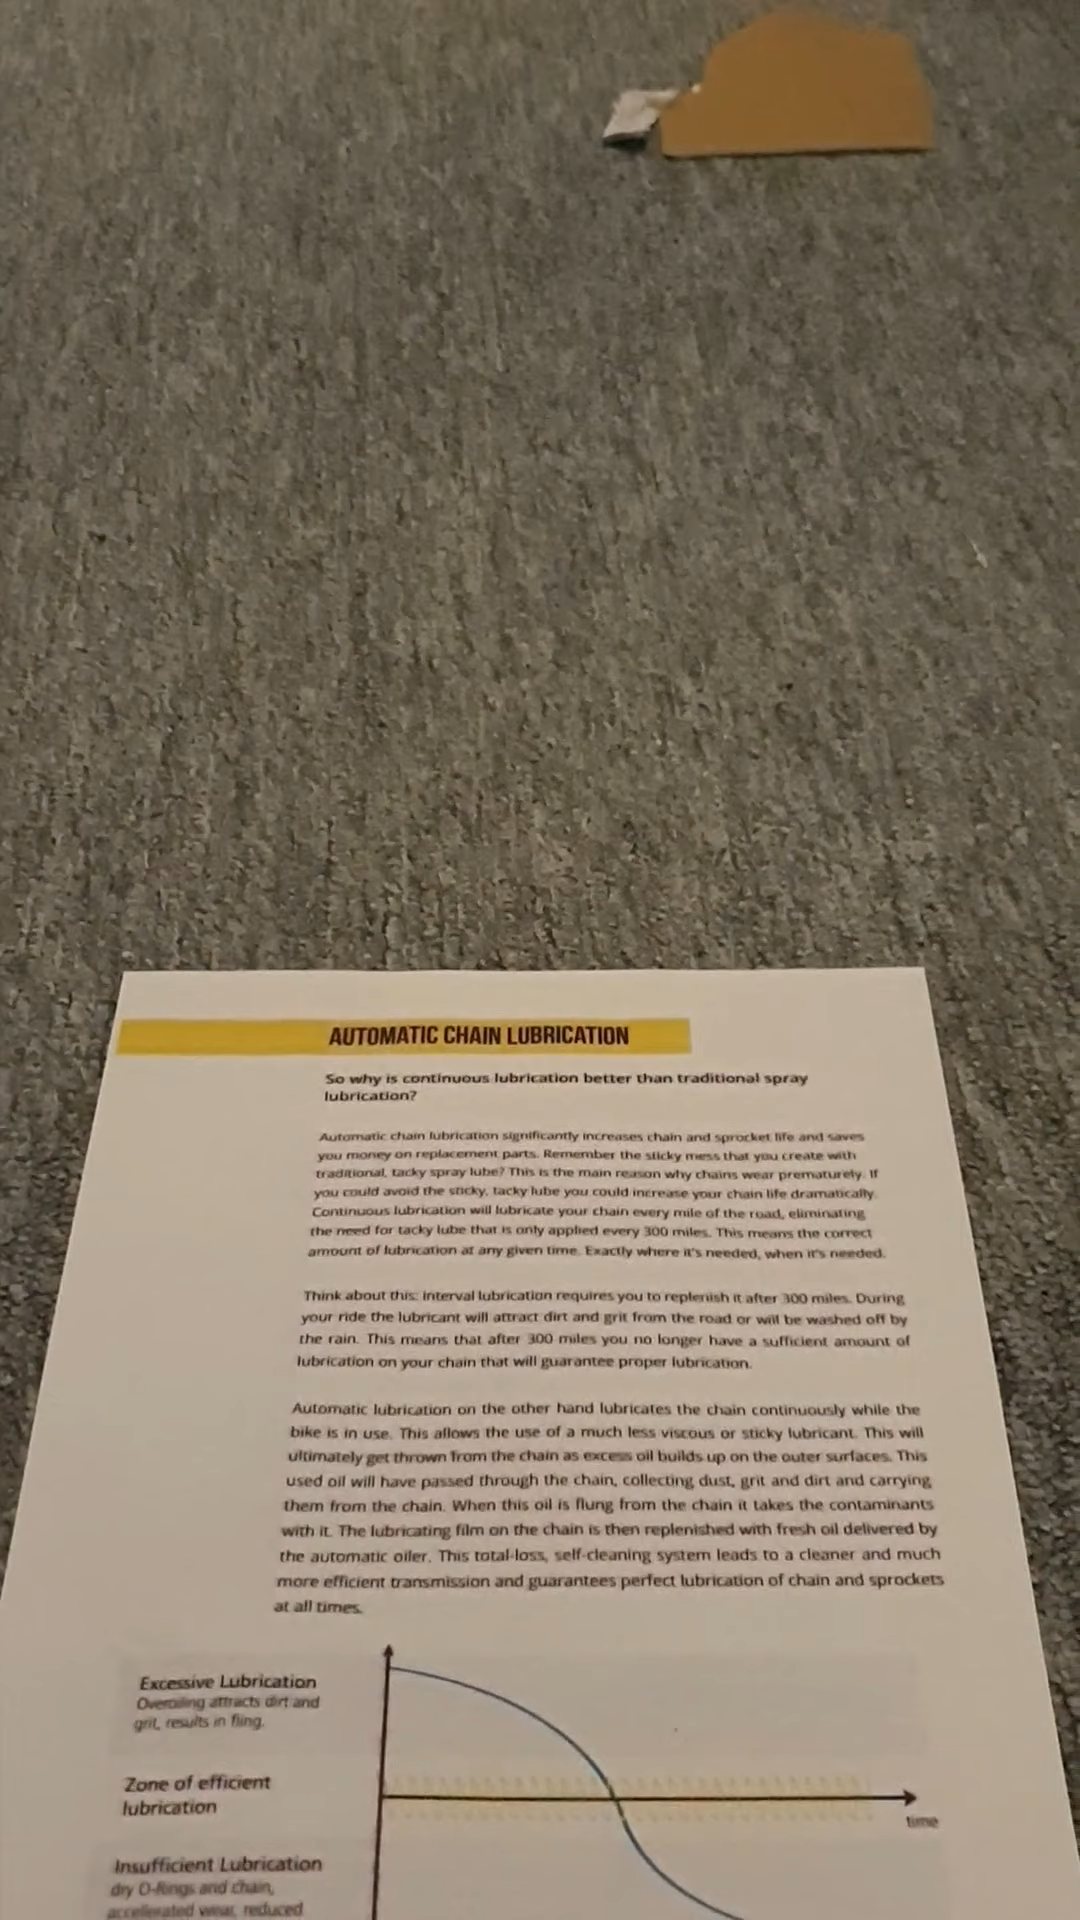 AUTOMATIC CHAIN LUBRICATION
So why is continuous lubrication better than traditional spray
lubrication?
Automatic chain lubrication significantly increases chain and sprocket life and saves
you money on replacement parts. Remember the sticky mess that you create with
traditional, tacky spray lube? This is the main reason why chains wear prematurely. If
you could avoid the sticky, tacky lube you could increase your chain life dramatically.
Continuous lubrication will lubricate your chain every mile of the road, eliminating
the need for tacky lube that is only applied every 300 miles. This means the correct
amount of lubrication at any given time. Exactly where it's needed, when it's needed.
Think about this: Interval lubrication requires you to replenish it after 300 miles. During
your ride the lubricant will attract dirt and grit from the road or will be washed off by
the rain. This means that after 300 miles you no longer have a sufficient amount of
lubrication on your chain that will guarantee proper lubrication.
Automatic lubrication on the other hand lubricates the chain continuously while the
bike is in use. This allows the use of a much less viscous or sticky lubricant. This will
ultimately get thrown from the chain as excess oil builds up on the outer surfaces. This
used oil will have passed through the chain, collecting dust, grit and dirt and carrying
them from the chain. When this oil is flung from the chain it takes the contaminants
with it. The lubricating film on the chain is then replenished with fresh oil delivered by
the automatic oiler. This total-loss, self-cleaning system leads to a cleaner and much
more efficient transmission and guarantees perfect lubrication of chain and sprockets
at all times.
Excessive Lubrication
Overoiling attracts dirt and
grit, results in fling.
Zone of efficient
lubrication
time
Insufficient Lubrication
dry O-Rings and chain,
accellerated wear, reduced